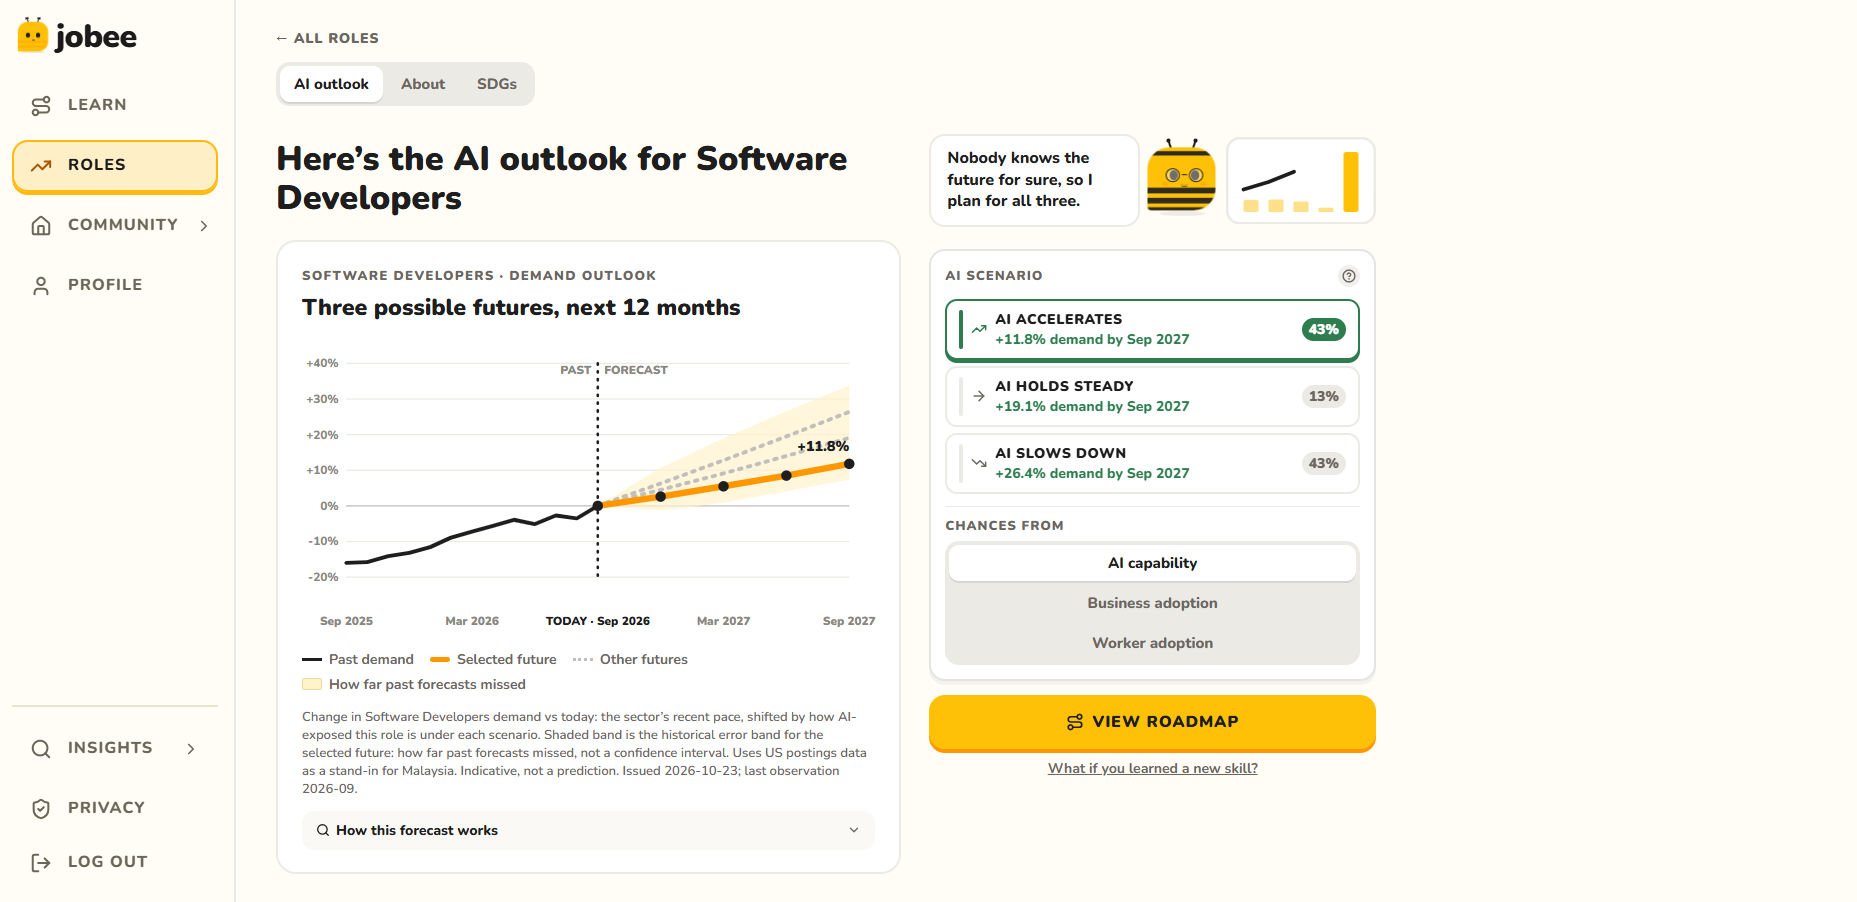 jobee
LEARN
ROLES
COMMUNITY
PROFILE
INSIGHTS
PRIVACY
LOG OUT
← ALL ROLES
AI outlook
About
SDGs
Here’s the AI outlook for Software
Developers
SOFTWARE DEVELOPERS · DEMAND OUTLOOK
Three possible futures, next 12 months
+40%
+30%
+20%
+10%
0%
-10%
-20%
PAST
FORECAST
+11.8%
Sep 2025
Mar 2026
TODAY · Sep 2026
Mar 2027
Sep 2027
Past demand
Selected future
Other futures
How far past forecasts missed
Change in Software Developers demand vs today: the sector’s recent pace, shifted by how AI-
exposed this role is under each scenario. Shaded band is the historical error band for the
selected future: how far past forecasts missed, not a confidence interval. Uses US postings data
as a stand-in for Malaysia. Indicative, not a prediction. Issued 2026-10-23; last observation
2026-09.
How this forecast works
Nobody knows the
future for sure, so I
plan for all three.
AI SCENARIO
AI ACCELERATES
+11.8% demand by Sep 2027
43%
AI HOLDS STEADY
+19.1% demand by Sep 2027
13%
AI SLOWS DOWN
+26.4% demand by Sep 2027
43%
CHANCES FROM
AI capability
Business adoption
Worker adoption
VIEW ROADMAP
What if you learned a new skill?